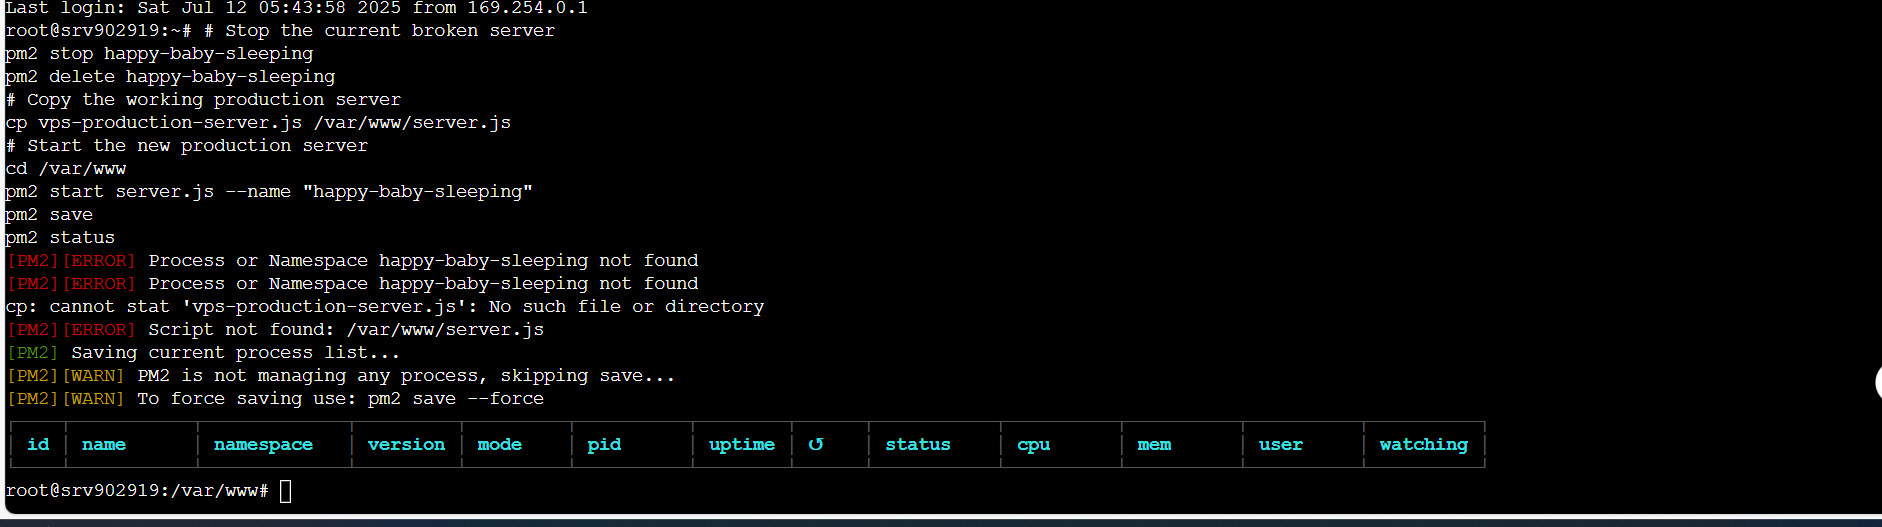 Last login: Sat Jul 12 05:43:58 2025 from 169.254.0.1
root@srv902919:~# # Stop the current broken server
pm2 stop happy-baby-sleeping
pm2 delete happy-baby-sleeping
# Copy the working production server
cp vps-production-server.js /var/www/server.js
# Start the new production server
cd /var/www
pm2 start server.js --name "happy-baby-sleeping"
pm2 save
pm2 status
[PM2][ERROR] Process or Namespace happy-baby-sleeping not found
[PM2][ERROR] Process or Namespace happy-baby-sleeping not found
cp: cannot stat 'vps-production-server.js': No such file or directory
[PM2][ERROR] Script not found: /var/www/server.js
[PM2] Saving current process list...
[PM2][WARN] PM2 is not managing any process, skipping save...
[PM2][WARN] To force saving use: pm2 save --force
id name namespace version mode pid uptime ↺ status cpu mem user watching
root@srv902919:/var/www#